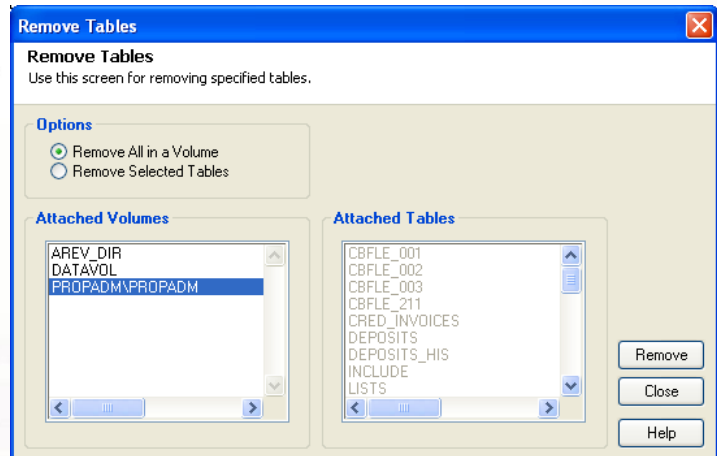 Remove Tables
Remove Tables
Use this screen for removing specified tables.
Options
Remove All in a Volume
Remove Selected Tables
Attached Volumes
AREV_DIR
DATAVOL
PROPADM\PROPADM
Attached Tables
CBFLE_001
CBFLE_002
CBFLE_003
CBFLE_211
CRED_INVOICES
DEPOSITS
DEPOSITS_HIS
INCLUDE
LISTS
Remove
Close
Help